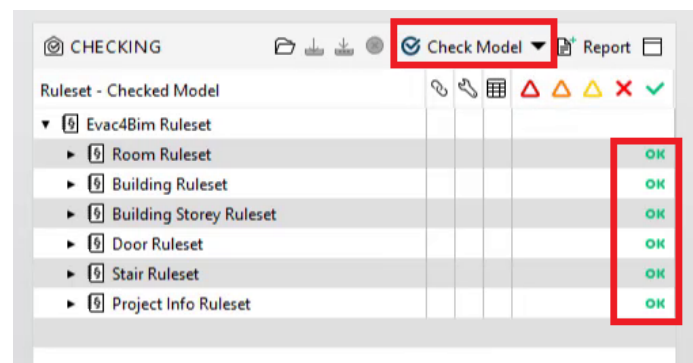 CHECKING Check Model Report
Ruleset - Checked Model
Evac4Bim Ruleset
Room Ruleset OK
Building Ruleset OK
Building Storey Ruleset OK
Door Ruleset OK
Stair Ruleset OK
Project Info Ruleset OK